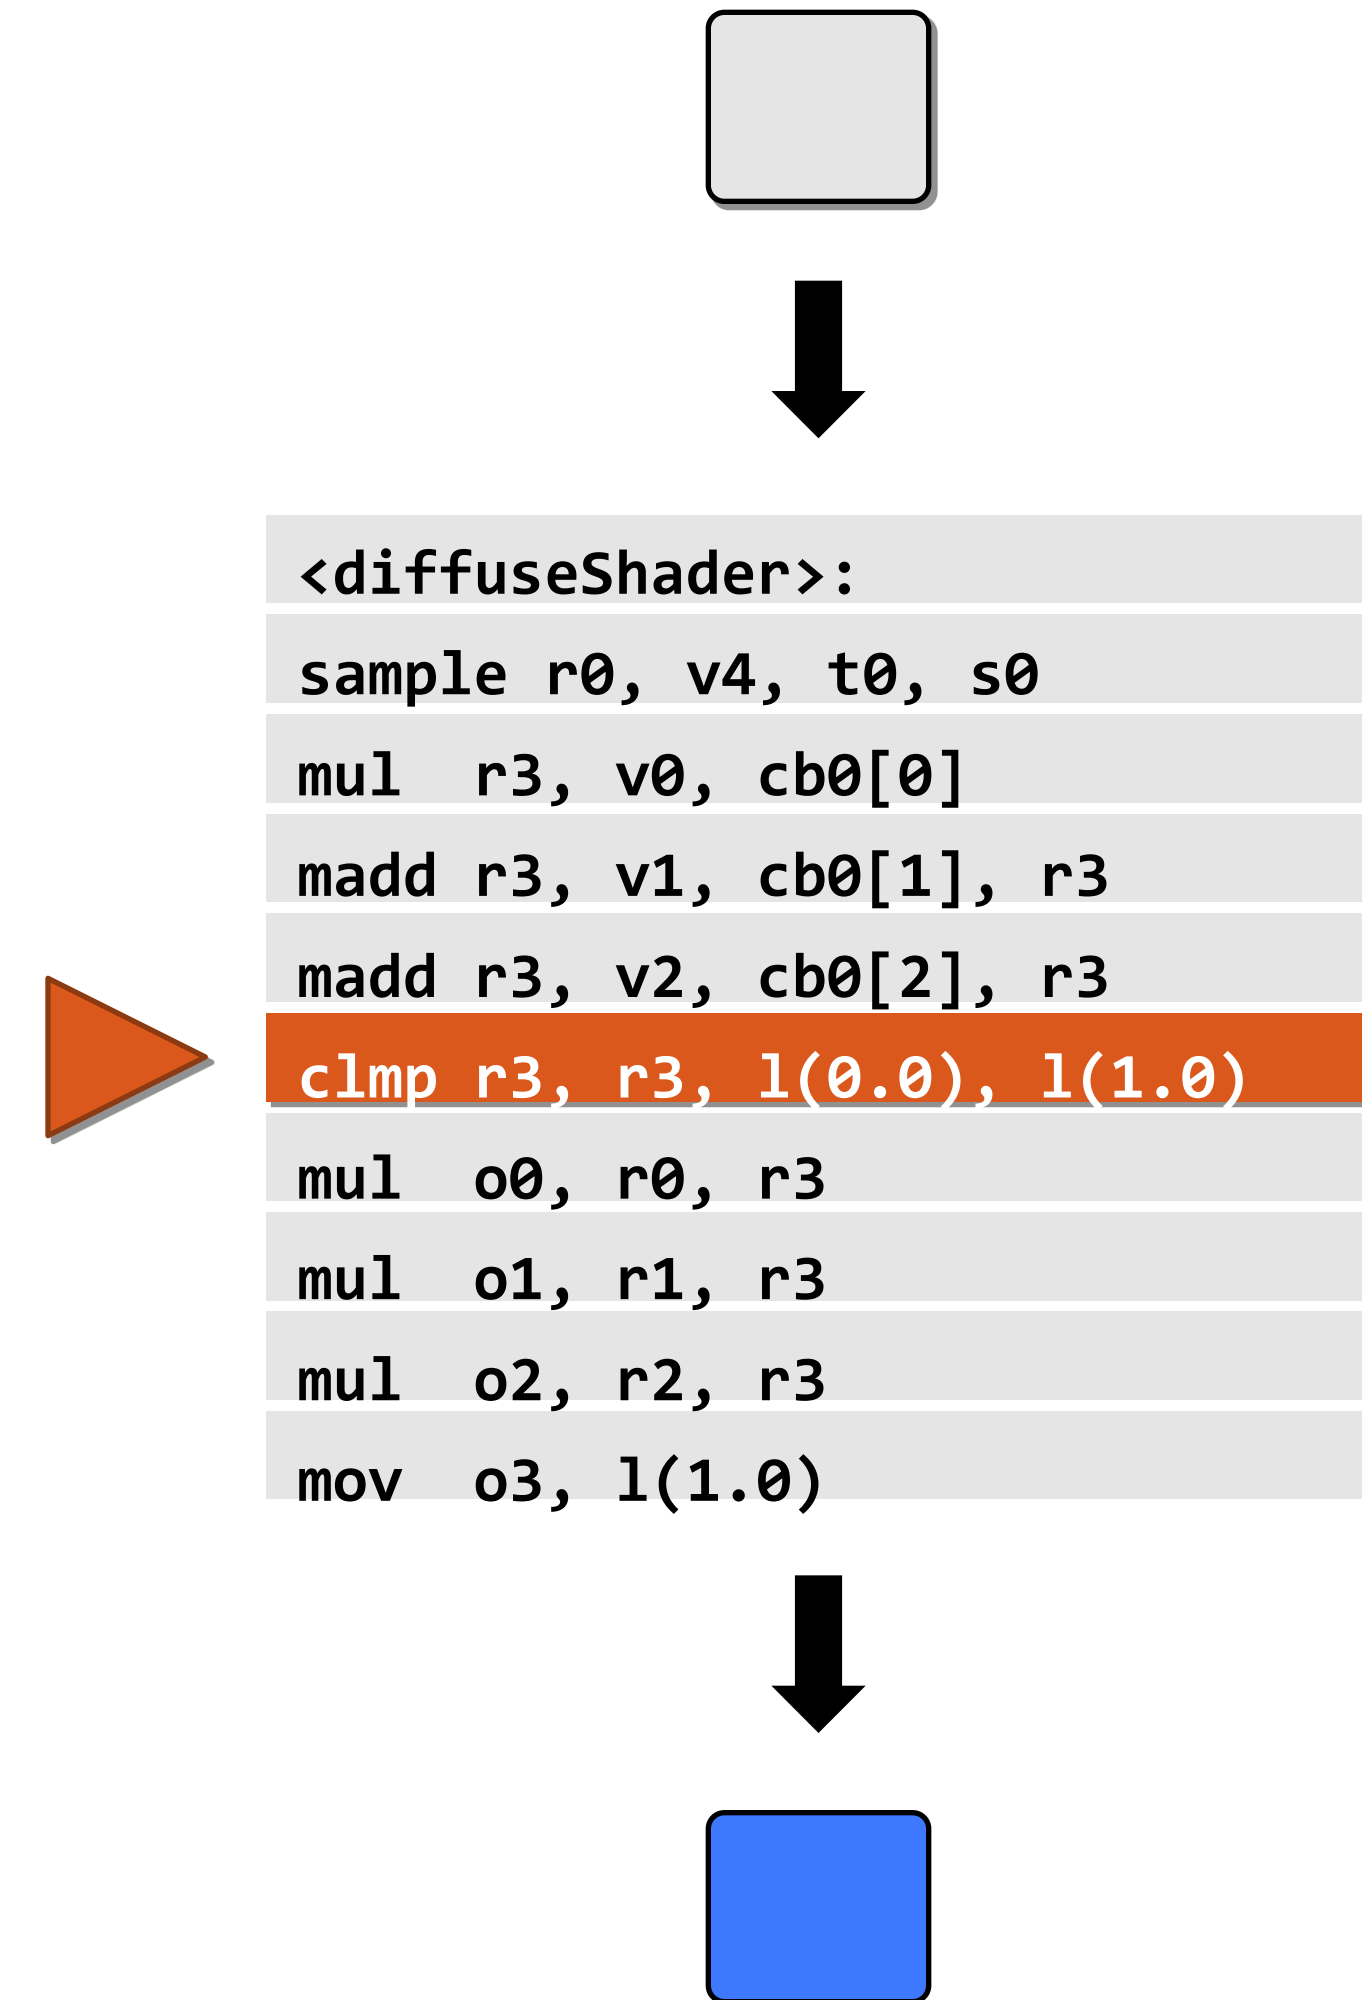 <diffuseShader>:
sample r0, v4, t0, s0
mul  r3, v0, cb0[0]
madd r3, v1, cb0[1], r3
madd r3, v2, cb0[2], r3
clmp r3, r3, l(0.0), l(1.0)
mul  o0, r0, r3
mul  o1, r1, r3
mul  o2, r2, r3
mov  o3, l(1.0)